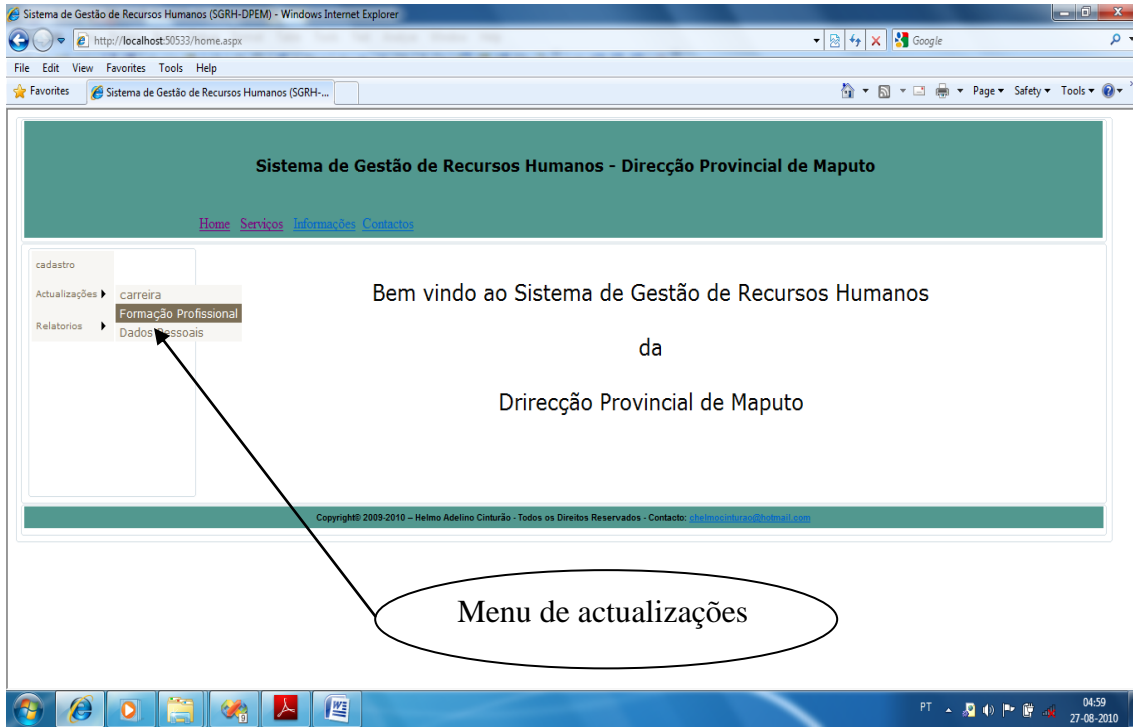 Sistema de Gestão de Recursos Humanos (SGRH-DPEM) - Windows Internet Explorer
http://localhost:50533/home.aspx
Google
File Edit View Favorites Tools Help
Favorites Sistema de Gestão de Recursos Humanos (SGRH-... Page Safety Tools
Sistema de Gestão de Recursos Humanos - Direcção Provincial de Maputo
Home Serviços Informações Contactos
cadastro
Actualizações
Relatorios
carreira
Formação Profissional
Dados Pessoais
Bem vindo ao Sistema de Gestão de Recursos Humanos
da
Drirecção Provincial de Maputo
Copyright© 2009-2010 – Helmo Adelino Cinturão - Todos os Direitos Reservados - Contacto: chelmocinturao@hotmail.com
Menu de actualizações
PT 04:59
27-08-2010